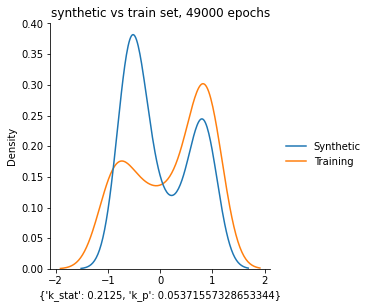 synthetic vs train set, 49000 epochs
0.40
0.35
0.30
0.25
0.20
0.15
0.10
0.05
0.00
Density
−2
−1
0
1
2
Synthetic
Training
{'k_stat': 0.2125, 'k_p': 0.05371557328653344}